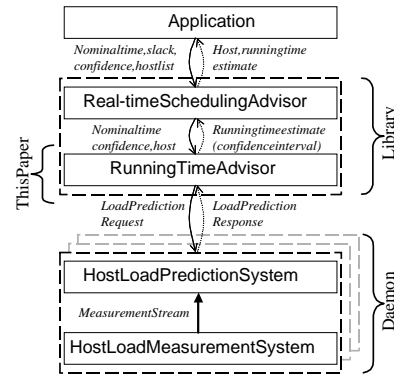 Application
Nominaltime,slack,
confidence,hostlist
Host,runningtime
estimate
Real-timeSchedulingAdvisor
Nominaltime
confidence,host
Runningtimeestimate
(confidenceinterval)
RunningTimeAdvisor
Library
ThisPaper
LoadPrediction
Request
LoadPrediction
Response
HostLoadPredictionSystem
MeasurementStream
HostLoadMeasurementSystem
Daemon